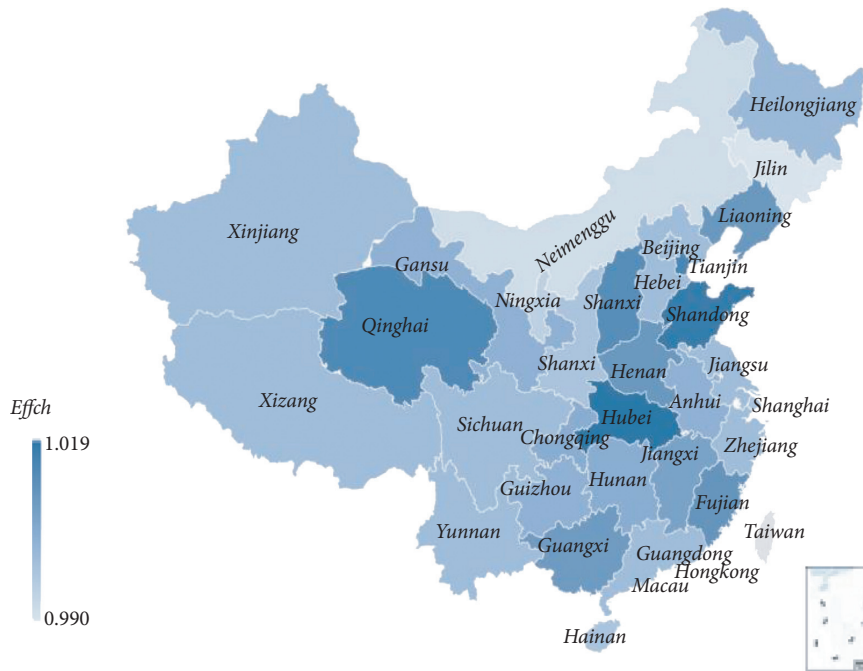 Heilongjiang
Jilin
Liaoning
Xinjiang
Neimenggu
Beijing
Gansu
Tianjin
Hebei
Ningxia
Shanxi
Shandong
Qinghai
Shanxi
Henan
Jiangsu
Xizang
Anhui
Shanghai
Effch
Hubei
Sichuan
Chongqing
1.019
Zhejiang
Jiangxi
Hunan
Guizhou
Fujian
Yunnan
Guangxi
Taiwan
Guangdong
Hongkong
Macau
0.990
Hainan